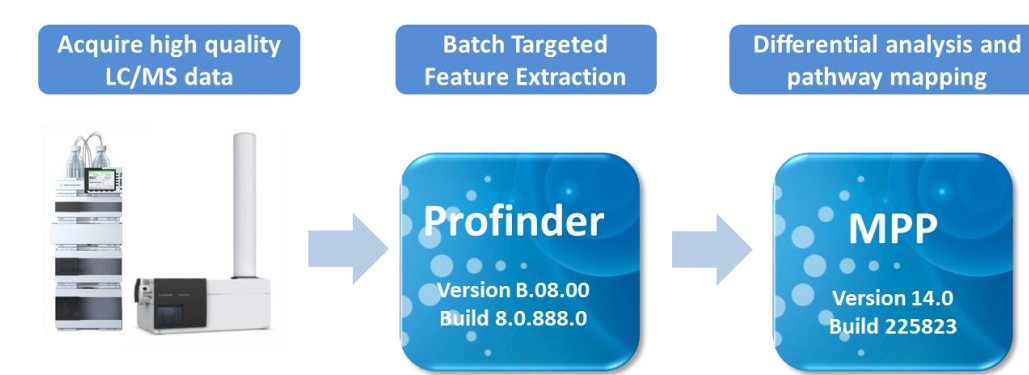 Acquire high quality
LC/MS data
Batch Targeted
Feature Extraction
Differential analysis and
pathway mapping
Profinder
Version B.08.00
Build 8.0.888.0
MPP
Version 14.0
Build 225823